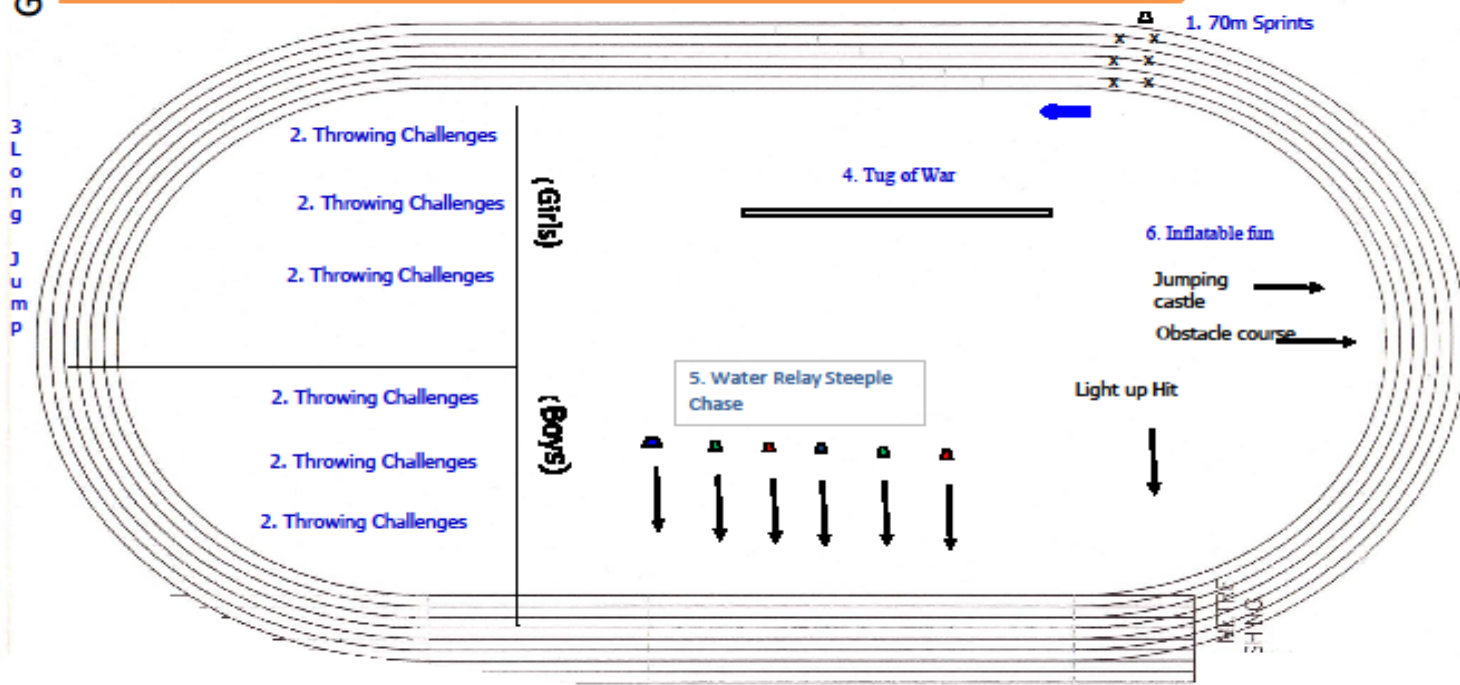 G
1. 70m Sprints
x x
x x
x x
3 Long Jump
2. Throwing Challenges
2. Throwing Challenges
2. Throwing Challenges
(Girls)
4. Tug of War
6. Inflatable fun
Jumping
castle
Obstacle course
2. Throwing Challenges
2. Throwing Challenges
2. Throwing Challenges
(Boys)
5. Water Relay Steeple
Chase
Light up Hit